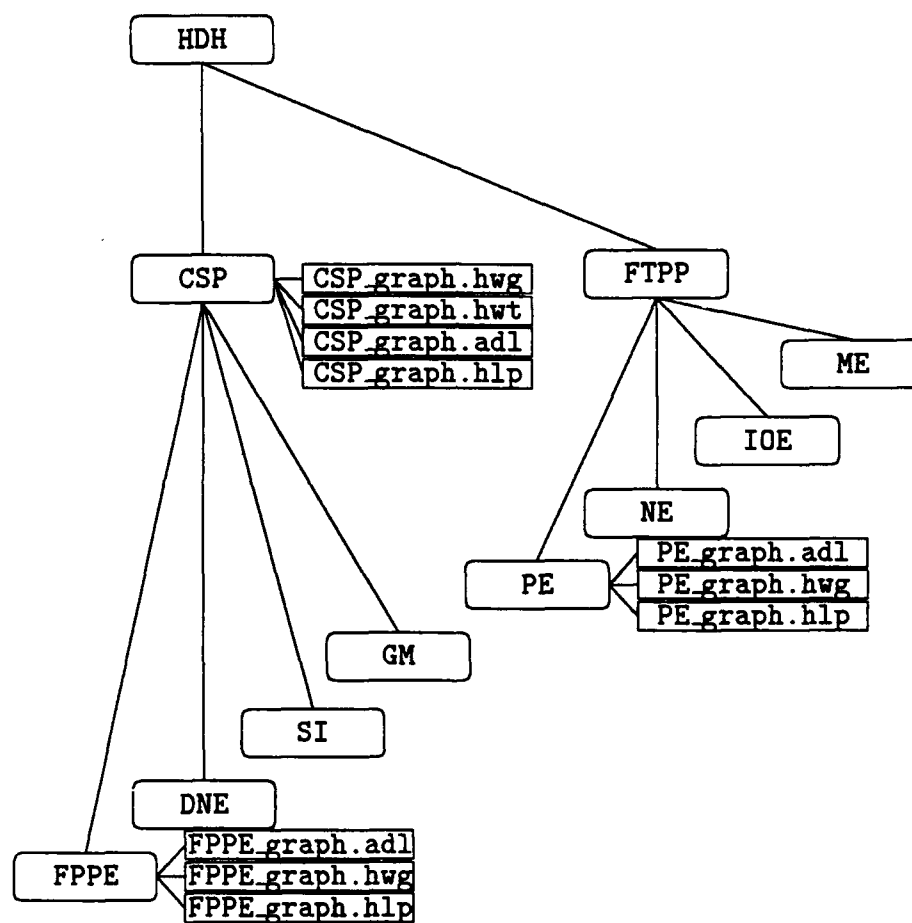 HDH
CSP
CSP_graph.hwg
CSP_graph.hwt
CSP_graph.adl
CSP_graph.hlp
FTPP
ME
IOE
NE
PE
PE_graph.adl
PE_graph.hwg
PE_graph.hlp
GM
SI
DNE
FPPE
FPPE_graph.adl
FPPE_graph.hwg
FPPE_graph.hlp